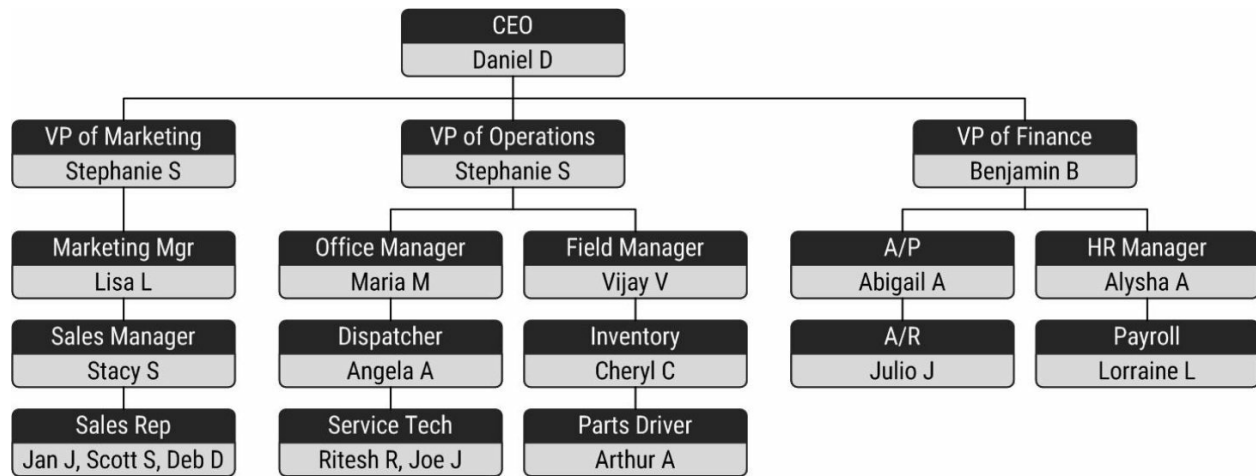 CEO
Daniel D
VP of Marketing
Stephanie S
VP of Operations
Stephanie S
VP of Finance
Benjamin B
Marketing Mgr
Lisa L
Office Manager
Maria M
Field Manager
Vijay V
A/P
Abigail A
HR Manager
Alysha A
Sales Manager
Stacy S
Dispatcher
Angela A
Inventory
Cheryl C
A/R
Julio J
Payroll
Lorraine L
Sales Rep
Jan J, Scott S, Deb D
Service Tech
Ritesh R, Joe J
Parts Driver
Arthur A